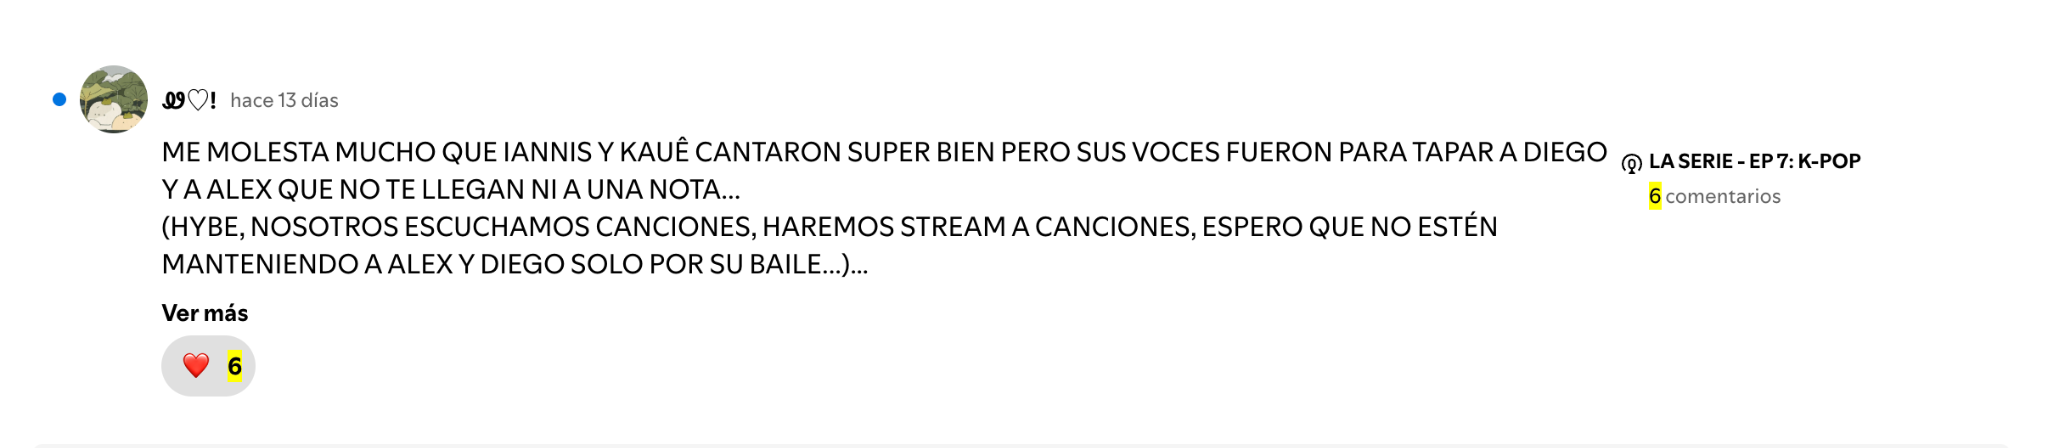 ୬୨♡! hace 13 días
ME MOLESTA MUCHO QUE IANNIS Y KAUÊ CANTARON SUPER BIEN PERO SUS VOCES FUERON PARA TAPAR A DIEGO
Y A ALEX QUE NO TE LLEGAN NI A UNA NOTA...
(HYBE, NOSOTROS ESCUCHAMOS CANCIONES, HAREMOS STREAM A CANCIONES, ESPERO QUE NO ESTÉN
MANTENIENDO A ALEX Y DIEGO SOLO POR SU BAILE...)...
Ver más
❤️ 6
LA SERIE - EP 7: K-POP
6 comentarios